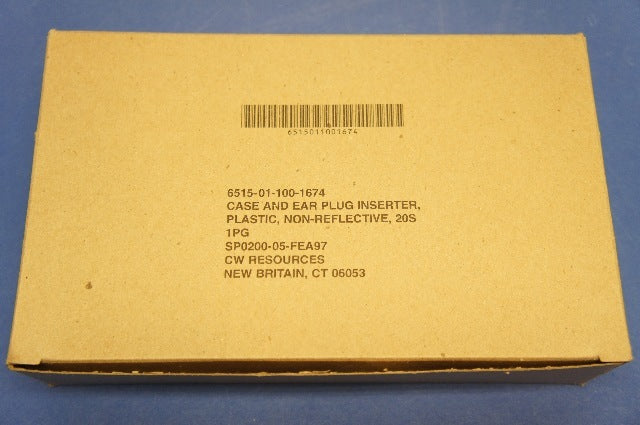 6515011001674
6515-01-100-1674
CASE AND EAR PLUG INSERTER,
PLASTIC, NON-REFLECTIVE, 20S
1PG
SP0200-05-FEA97
CW RESOURCES
NEW BRITAIN, CT 06053